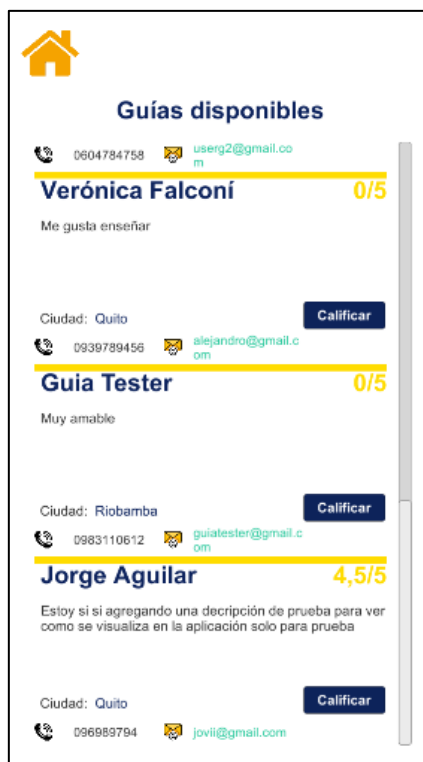 Guías disponibles
0604784758 userg2@gmail.co
m
Verónica Falconí 0/5
Me gusta enseñar
Ciudad: Quito Calificar
0939789456 alejandro@gmail.c
om
Guia Tester 0/5
Muy amable
Ciudad: Riobamba Calificar
0983110612 guiatester@gmail.c
om
Jorge Aguilar 4,5/5
Estoy si si agregando una decripción de prueba para ver
como se visualiza en la aplicación solo para prueba
Ciudad: Quito Calificar
096989794 jovii@gmail.com